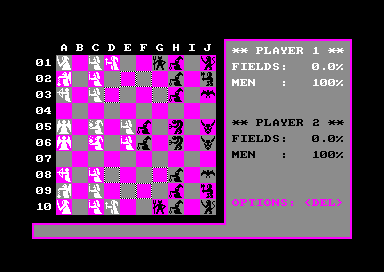 A B C D E F G H I J
** PLAYER 1 **
FIELDS: 0.0%
MEN : 100%
** PLAYER 2 **
FIELDS: 0.0%
MEN : 100%
OPTIONS: <DEL>
01
02
03
04
05
06
07
08
09
10